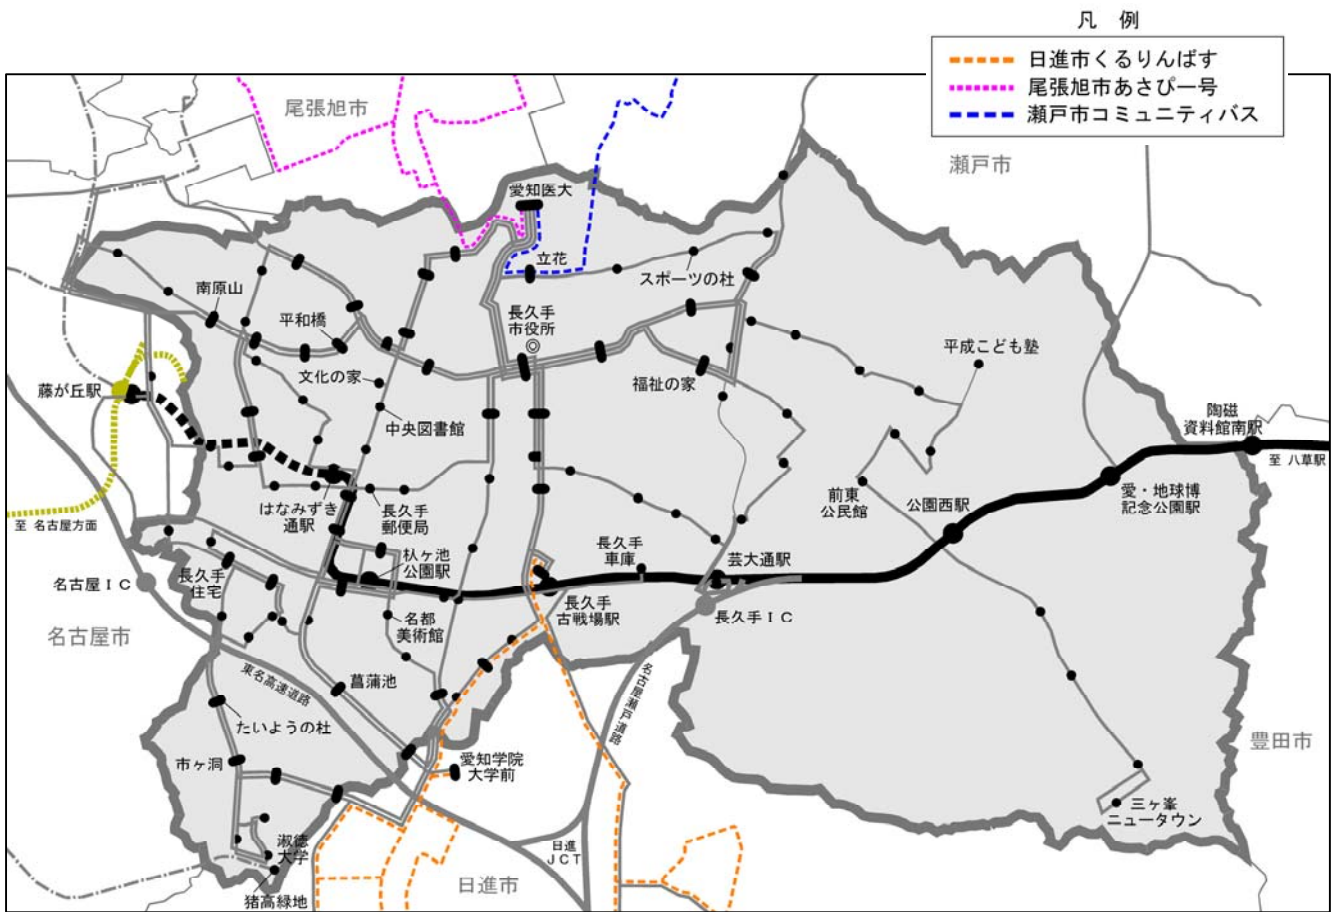 凡 例
日進市くるりんばす
尾張旭市あさぴー号
瀬戸市コミュニティバス
尾張旭市
瀬戸市
愛知医大
立花
スポーツの杜
南原山
平和橋
長久手
市役所
文化の家
福祉の家
平成こども塾
藤が丘駅
中央図書館
陶磁
資料館南駅
至 八草駅
至 名古屋方面
はなみずき
通駅
長久手
郵便局
前東
公民館
公園西駅
愛・地球博
記念公園駅
名古屋IC
長久手
住宅
杁ヶ池
公園駅
長久手
車庫
芸大通駅
名古屋市
名都
美術館
長久手
古戦場駅
長久手IC
東名高速道路
菖蒲池
名古屋瀬戸道路
たいようの杜
市ヶ洞
愛知学院
大学前
豊田市
三ヶ峯
ニュータウン
淑徳
大学
日進
JCT
猪高緑地
日進市